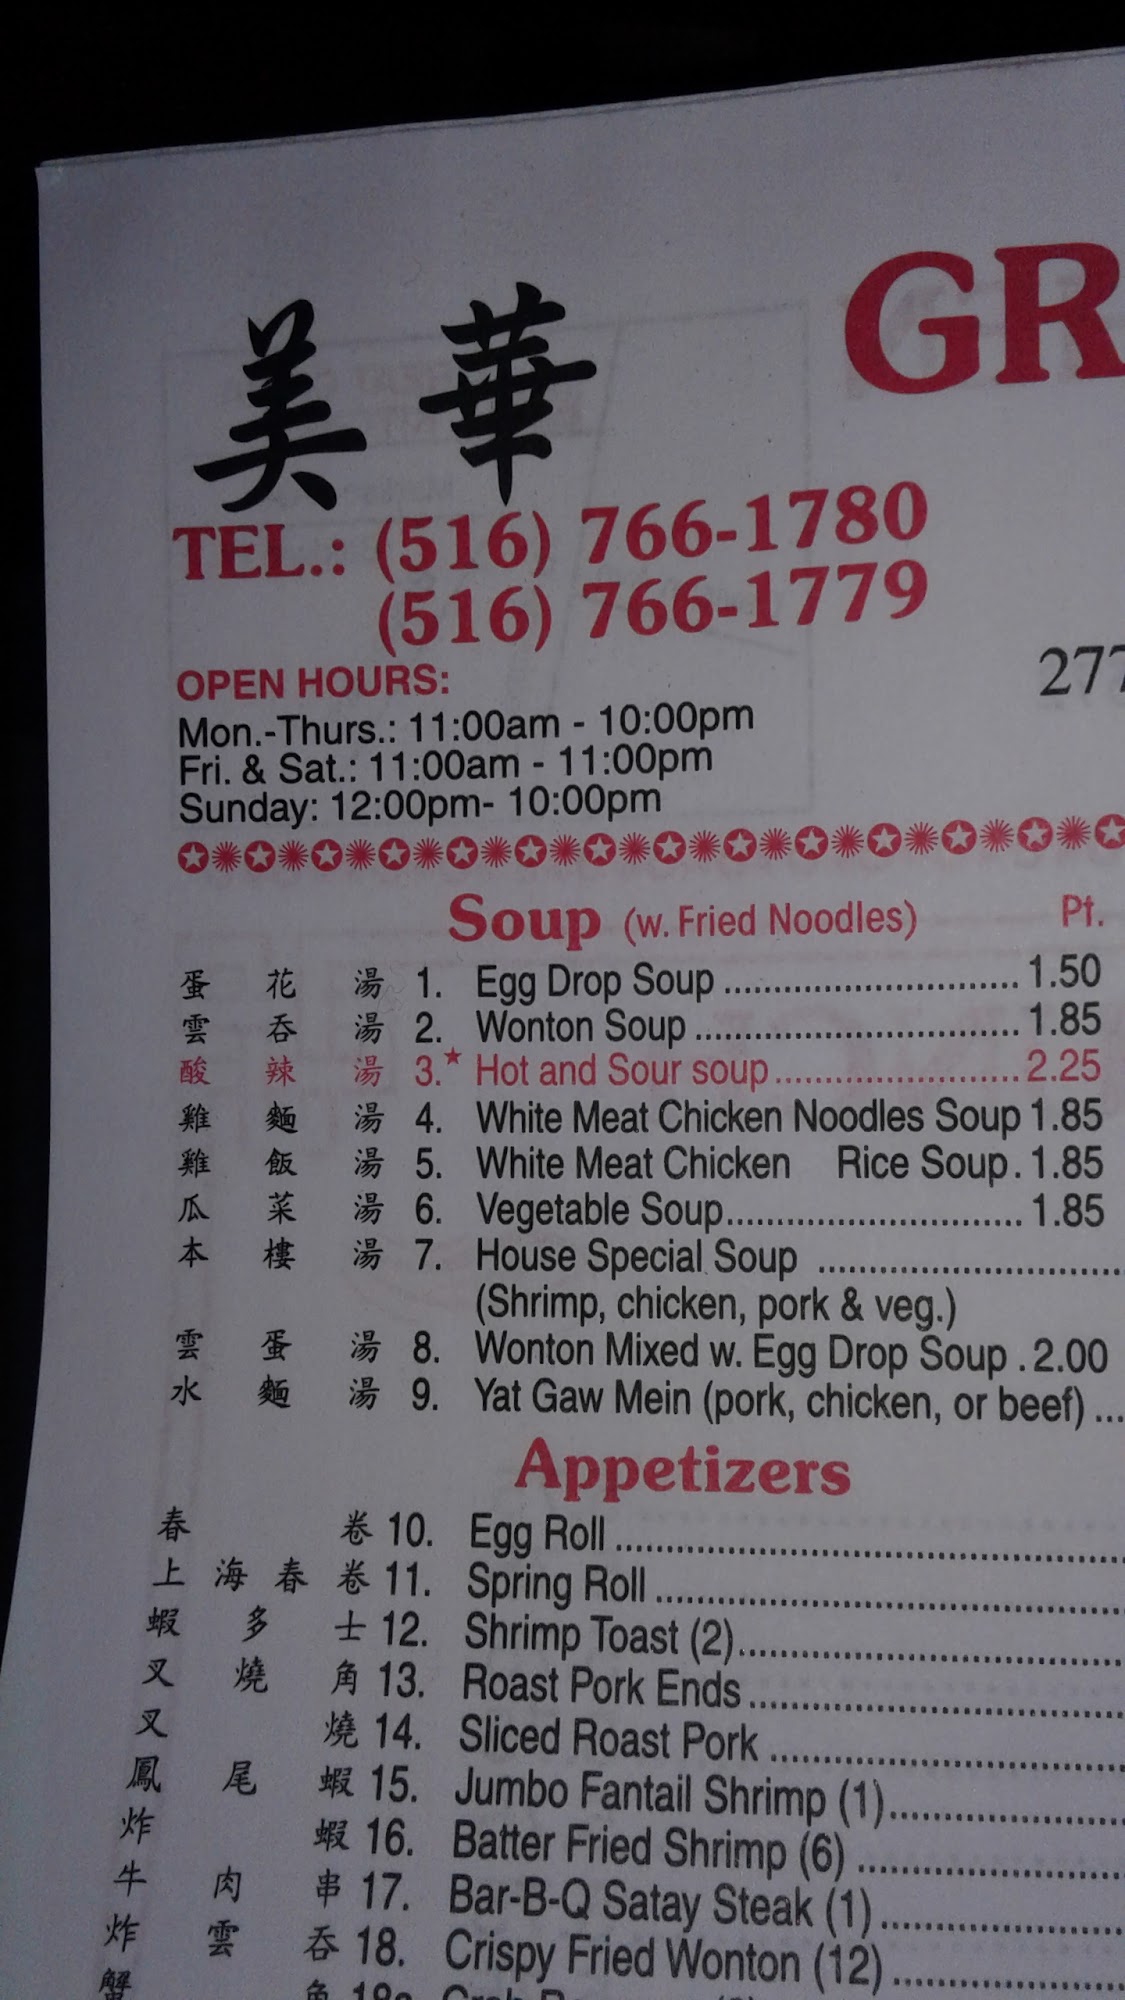 美華
GR
TEL.: (516) 766-1780
(516) 766-1779
277
OPEN HOURS:
Mon.-Thurs.: 11:00am - 10:00pm
Fri. & Sat.: 11:00am - 11:00pm
Sunday: 12:00pm- 10:00pm
Soup (w. Fried Noodles) Pt.
蛋花湯 1. Egg Drop Soup 1.50
雲吞湯 2. Wonton Soup 1.85
酸辣湯 3.★ Hot and Sour soup 2.25
雞麵湯 4. White Meat Chicken Noodles Soup 1.85
雞飯湯 5. White Meat Chicken Rice Soup . 1.85
瓜菜湯 6. Vegetable Soup 1.85
本樓湯 7. House Special Soup
(Shrimp, chicken, pork & veg.)
雲蛋湯 8. Wonton Mixed w. Egg Drop Soup . 2.00
水麵湯 9. Yat Gaw Mein (pork, chicken, or beef)
Appetizers
春卷 10. Egg Roll
上海春卷 11. Spring Roll
蝦多士 12. Shrimp Toast (2)
叉燒角 13. Roast Pork Ends
叉燒 14. Sliced Roast Pork
鳳尾蝦 15. Jumbo Fantail Shrimp (1)
炸蝦 16. Batter Fried Shrimp (6)
牛肉串 17. Bar-B-Q Satay Steak (1)
炸雲吞 18. Crispy Fried Wonton (12)
蟹角 18a Crab